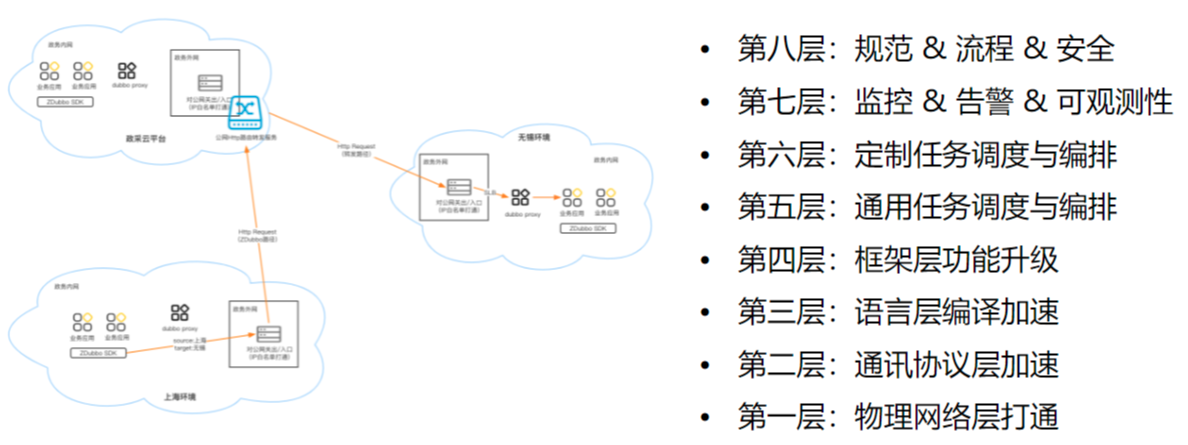 政务内网
政务外网
业务应用
业务应用
dubbo proxy
ZDubbo SDK
对公网关出/入口
(IP白名单打通)
政采云平台
公网Http路由转发服务
Http Request
(转发路径)
无锡环境
政务外网
政务内网
对公网关出/入口
(IP白名单打通)
SLB
dubbo proxy
业务应用
业务应用
ZDubbo SDK
Http Request
(ZDubbo路径)
政务内网
政务外网
业务应用
业务应用
dubbo proxy
source:上海
target:无锡
ZDubbo SDK
对公网关出/入口
(IP白名单打通)
上海环境
• 第八层：规范 & 流程 & 安全
• 第七层：监控 & 告警 & 可观测性
• 第六层：定制任务调度与编排
• 第五层：通用任务调度与编排
• 第四层：框架层功能升级
• 第三层：语言层编译加速
• 第二层：通讯协议层加速
• 第一层：物理网络层打通